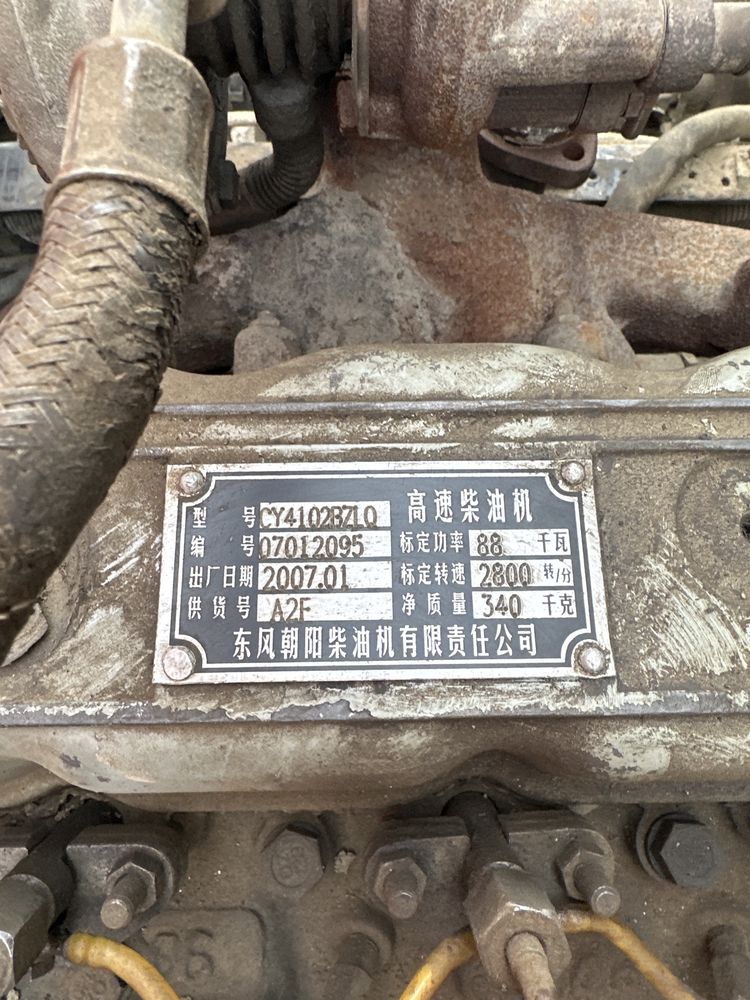 高速柴油机
型 号 CY4102BZLQ
编 号 07012095 标定功率 88 千瓦
出厂日期 2007.01 标定转速 2800 转/分
供货号 A2F 净质量 340 千克
东风朝阳柴油机有限责任公司